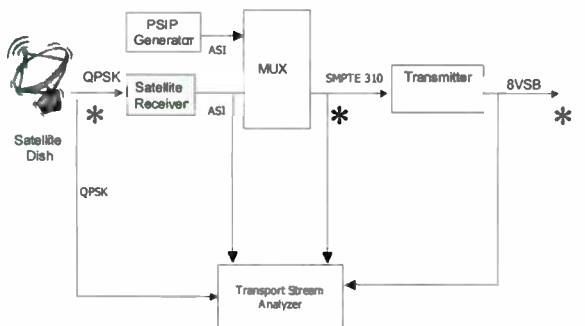 PSIP
Generator
ASI
MUX
QPSK
Satellite
Receiver
ASI
SMPTE 310
Transmitter
8VSB
*
*
*
Satellite
Dish
QPSK
Transport Stream
Analyzer